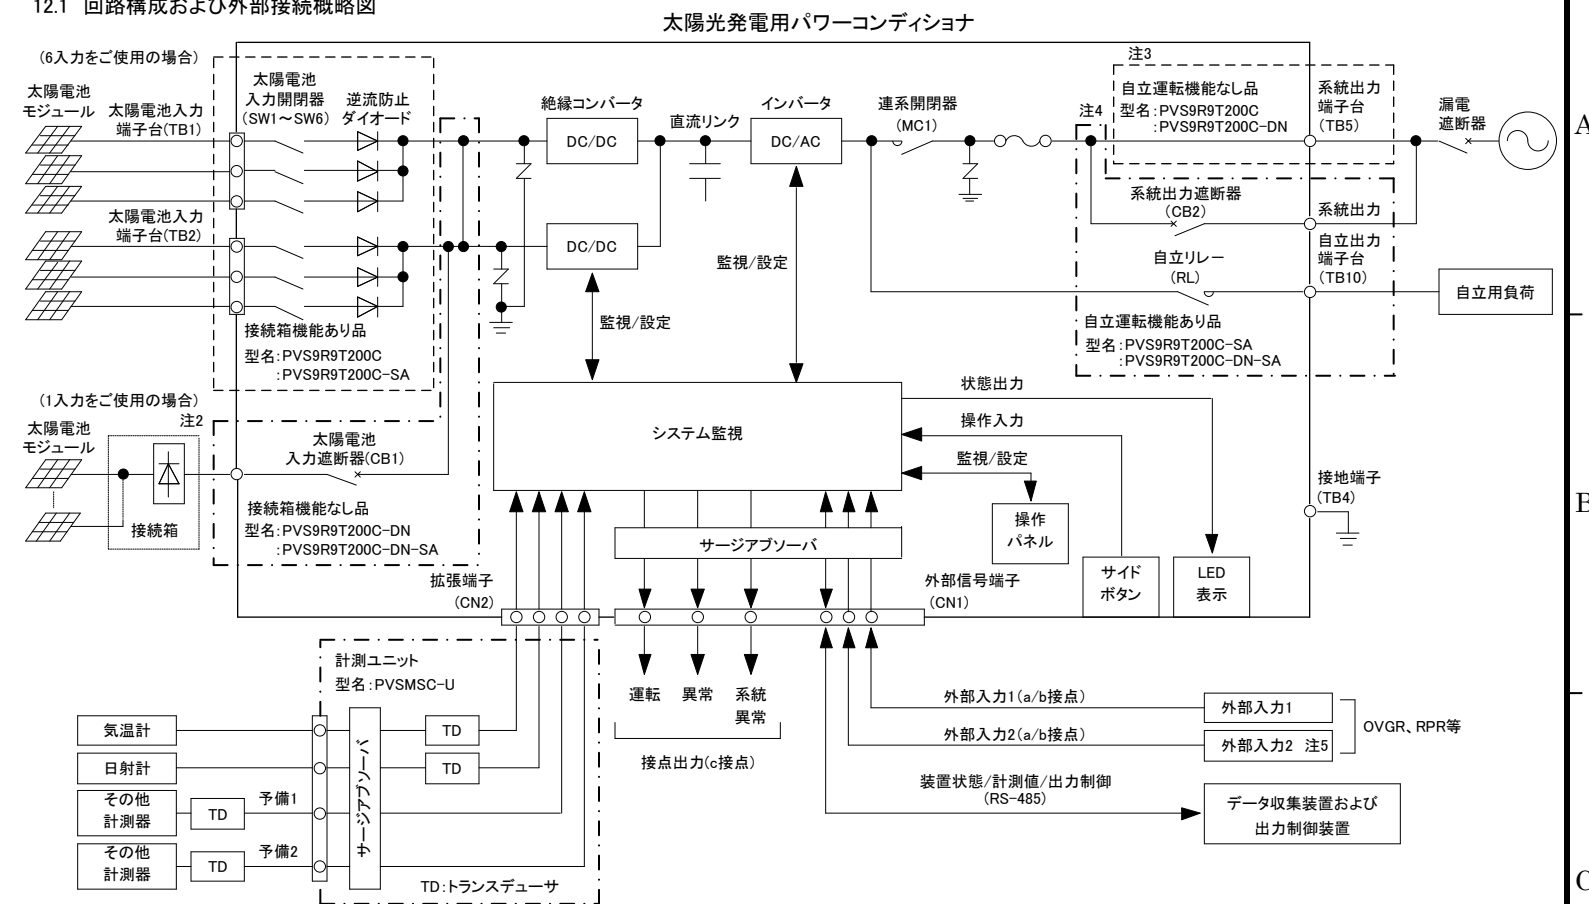 12.1 回路構成および外部接続概略図
太陽光発電用パワーコンディショナ
(6入力をご使用の場合)
太陽電池
モジュール
太陽電池入力
端子台(TB1)
太陽電池
入力開閉器
(SW1~SW6)
逆流防止
ダイオード
絶縁コンバータ
DC/DC
直流リンク
インバータ
DC/AC
連系開閉器
(MC1)
注4
注3
自立運転機能なし品
型名:PVS9R9T200C
:PVS9R9T200C-DN
系統出力
端子台
(TB5)
漏電
遮断器
A
太陽電池入力
端子台(TB2)
DC/DC
監視/設定
監視/設定
系統出力遮断器
(CB2)
系統出力
自立リレー
(RL)
自立出力
端子台
(TB10)
自立用負荷
自立運転機能あり品
型名:PVS9R9T200C-SA
:PVS9R9T200C-DN-SA
接続箱機能あり品
型名:PVS9R9T200C
:PVS9R9T200C-SA
(1入力をご使用の場合)
注2
太陽電池
モジュール
接続箱
太陽電池
入力遮断器(CB1)
接続箱機能なし品
型名:PVS9R9T200C-DN
:PVS9R9T200C-DN-SA
システム監視
状態出力
操作入力
監視/設定
操作
パネル
サイド
ボタン
LED
表示
接地端子
(TB4)
B
サージアブソーバ
拡張端子
(CN2)
外部信号端子
(CN1)
計測ユニット
型名:PVSMSC-U
運転
異常
系統
異常
接点出力(c接点)
外部入力1(a/b接点)
外部入力1
外部入力2(a/b接点)
外部入力2 注5
OVGR、RPR等
装置状態/計測値/出力制御
(RS-485)
データ収集装置および
出力制御装置
気温計
日射計
その他
計測器
TD
予備1
その他
計測器
TD
予備2
サージアブソーバ
TD
TD
TD:トランスデューサ
C